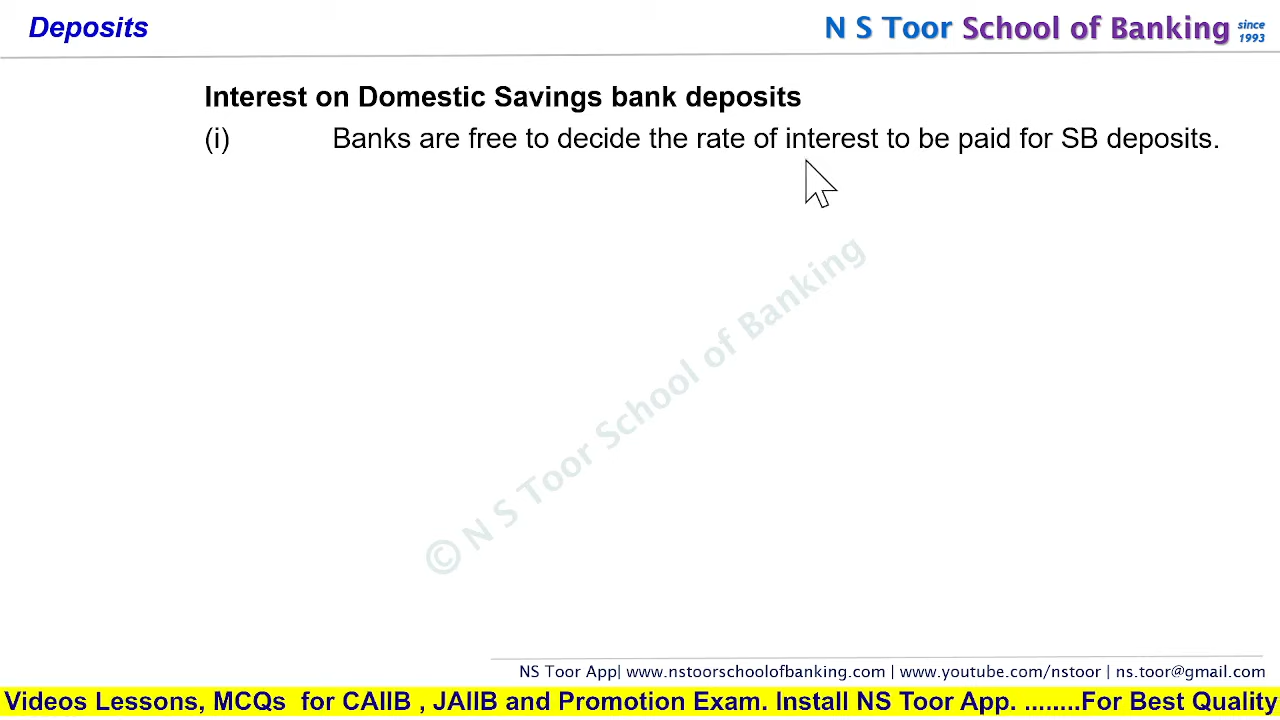 Deposits
N S Toor School of Banking since 1993
Interest on Domestic Savings bank deposits
(i) Banks are free to decide the rate of interest to be paid for SB deposits.
© N S Toor School of Banking
NS Toor App| www.nstoorschoolofbanking.com | www.youtube.com/nstoor | ns.toor@gmail.com
Videos Lessons, MCQs for CAIIB , JAIIB and Promotion Exam. Install NS Toor App. ........For Best Quality